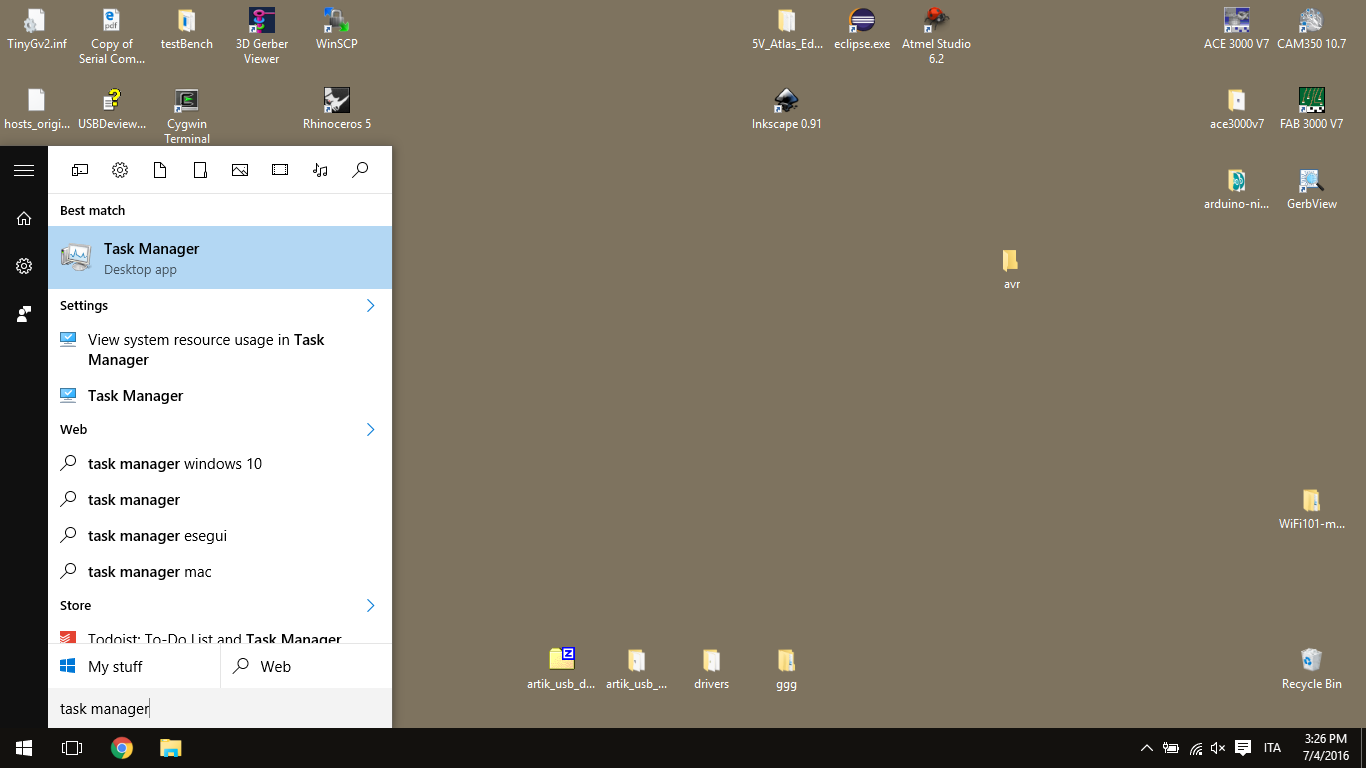 TinyGv2.inf
Copy of
Serial Com...
testBench
3D Gerber
Viewer
WinSCP
5V_Atlas_Ed...
eclipse.exe
Atmel Studio
6.2
ACE 3000 V7
CAM350 10.7
hosts_origi...
USBDeview...
Cygwin
Terminal
Rhinoceros 5
Inkscape 0.91
ace3000v7
FAB 3000 V7
arduino-ni...
GerbView
avr
WiFi101-m...
artik_usb_d...
artik_usb_...
drivers
ggg
Recycle Bin
Best match
Task Manager
Desktop app
Settings
View system resource usage in Task
Manager
Task Manager
Web
task manager windows 10
task manager
task manager esegui
task manager mac
Store
Todoist: To-Do List and Task Manager
My stuff
Web
task manager
ITA
3:26 PM
7/4/2016